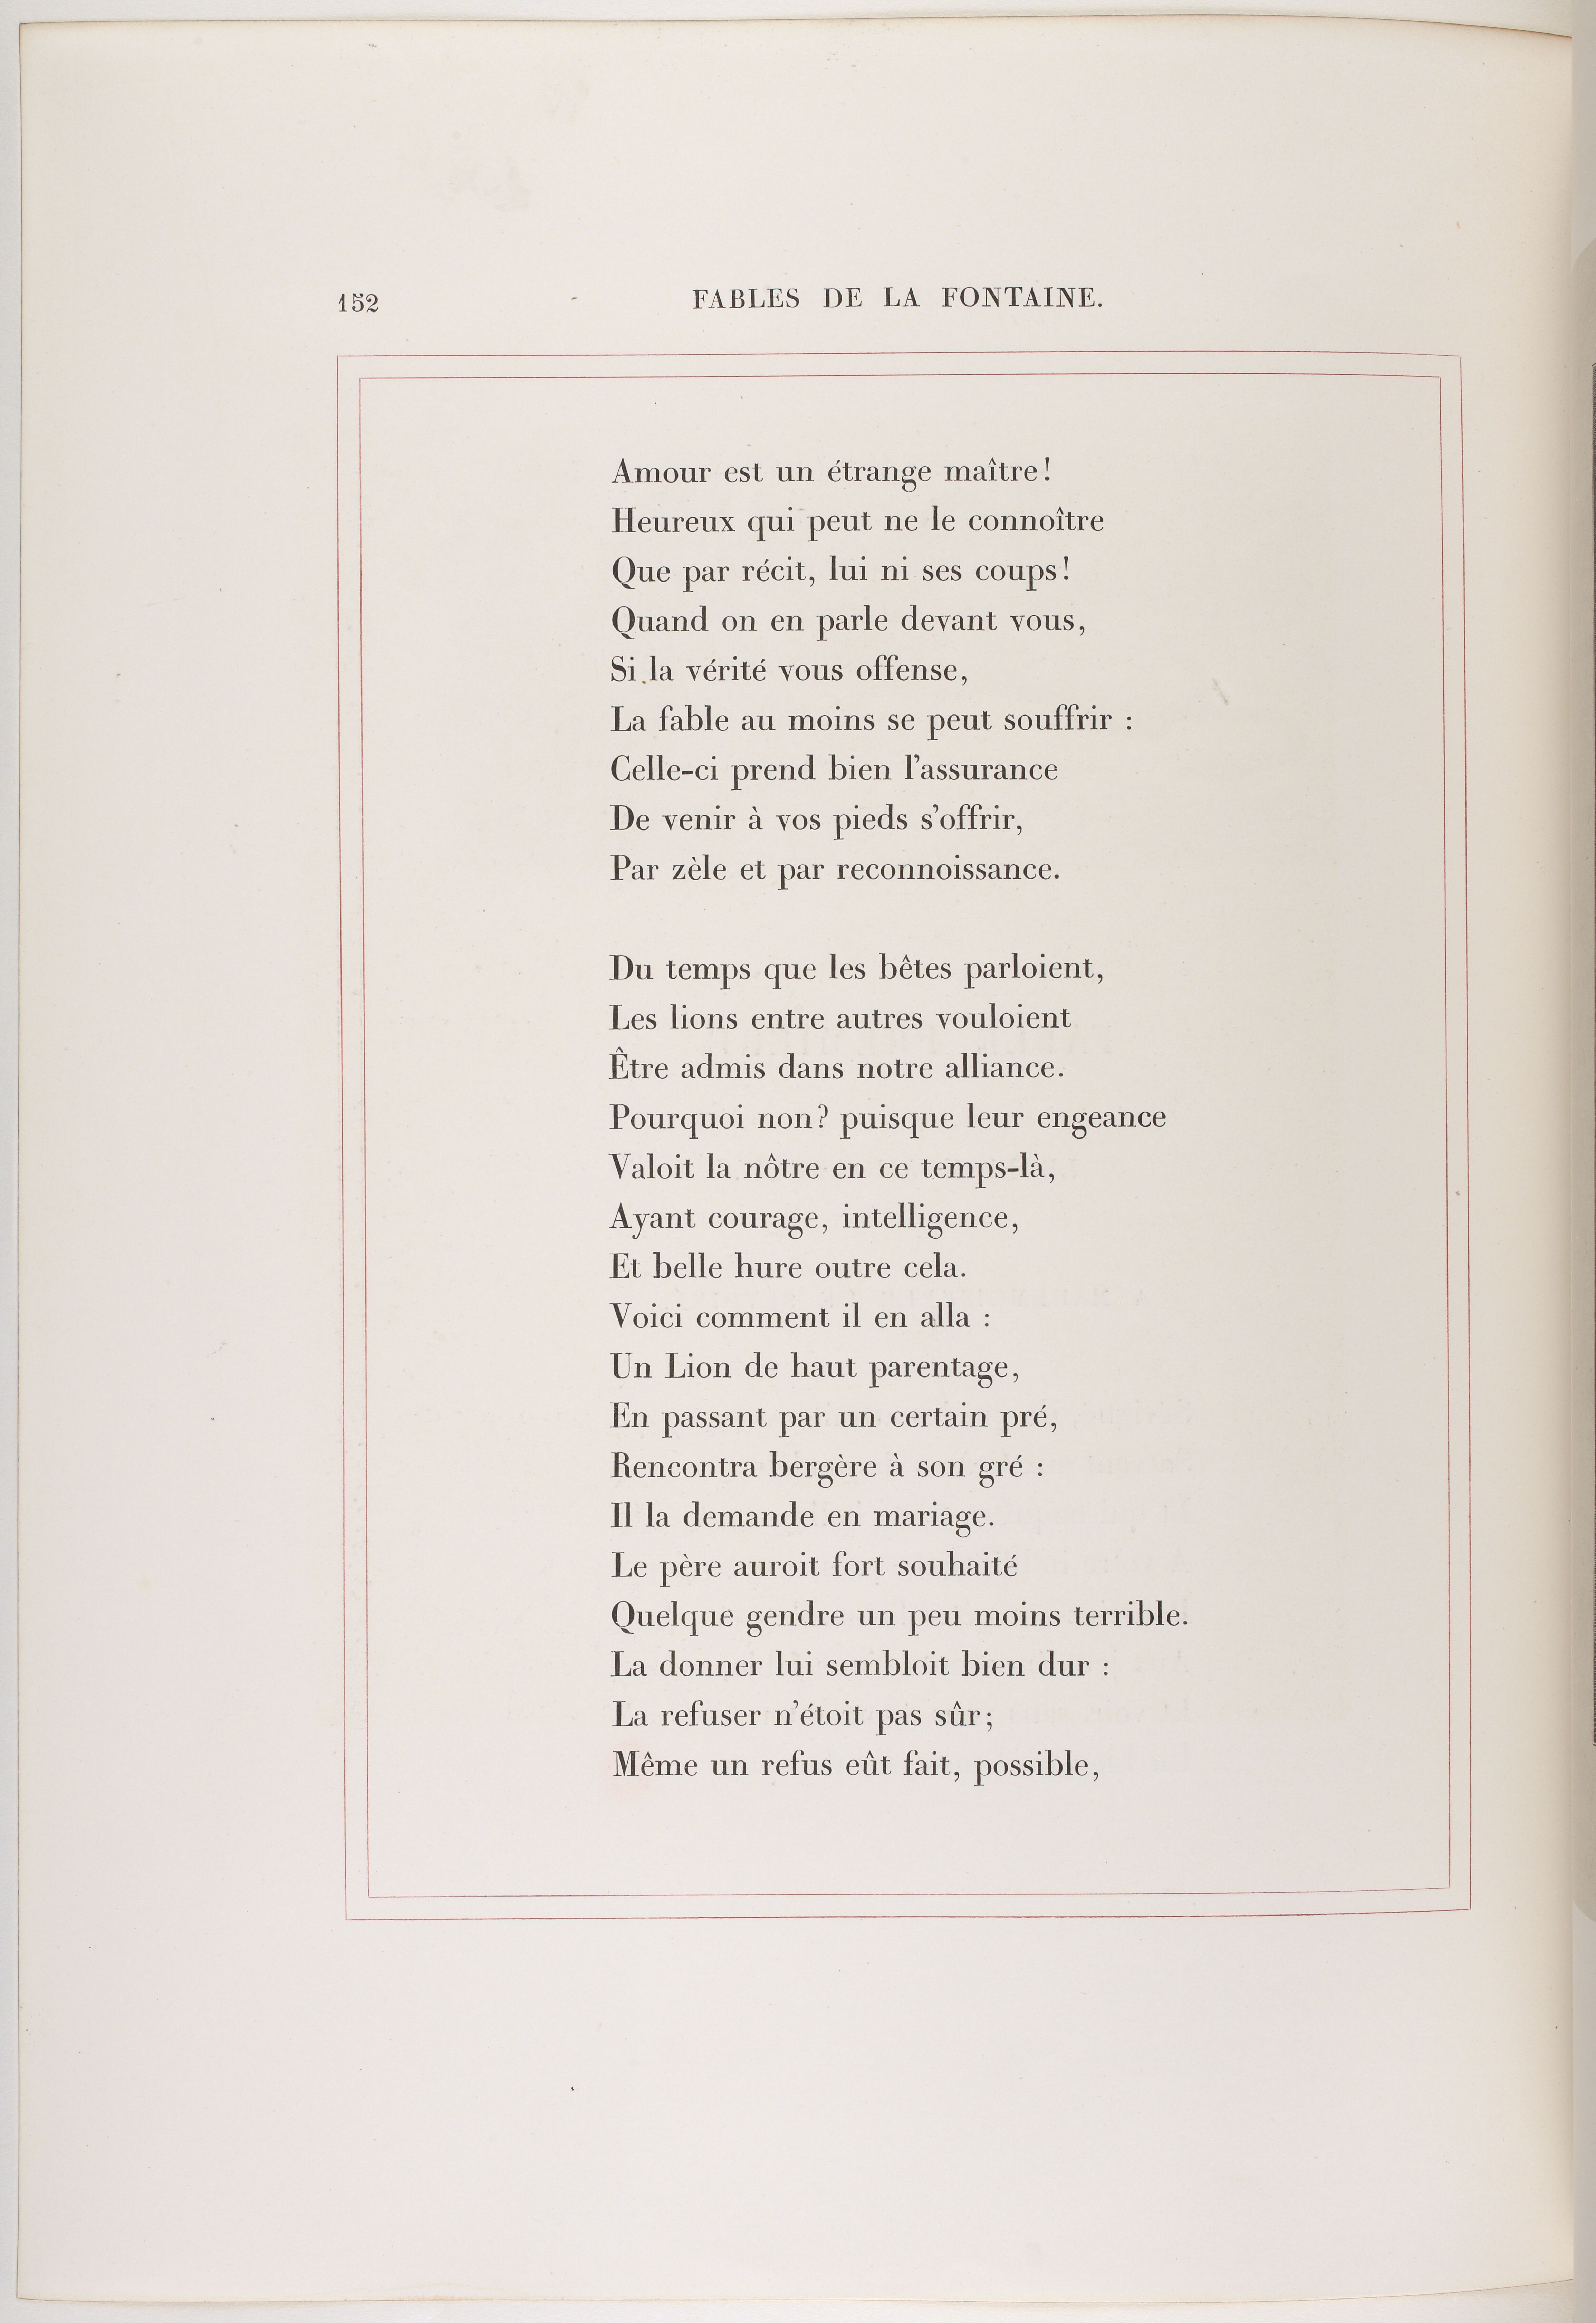 152
FABLES DE LA FONTAINE.
Amour est un étrange maître!
Heureux qui peut ne le connoître
Que par récit, lui ni ses coups!
Quand on en parle devant vous,
Si la vérité vous offense,
La fable au moins se peut souffrir :
Celle-ci prend bien l'assurance
De venir à vos pieds s'offrir,
Par zèle et par reconnoissance.
Du temps que les bêtes parloient,
Les lions entre autres vouloient
Être admis dans notre alliance.
Pourquoi non? puisque leur engeance
Valoit la nôtre en ce temps-là,
Ayant courage, intelligence,
Et belle hure outre cela.
Voici comment il en alla :
Un Lion de haut parentage,
En passant par un certain pré,
Rencontra bergère à son gré :
Il la demande en mariage.
Le père auroit fort souhaité
Quelque gendre un peu moins terrible.
La donner lui sembloit bien dur :
La refuser n'étoit pas sûr;
Même un refus eût fait, possible,